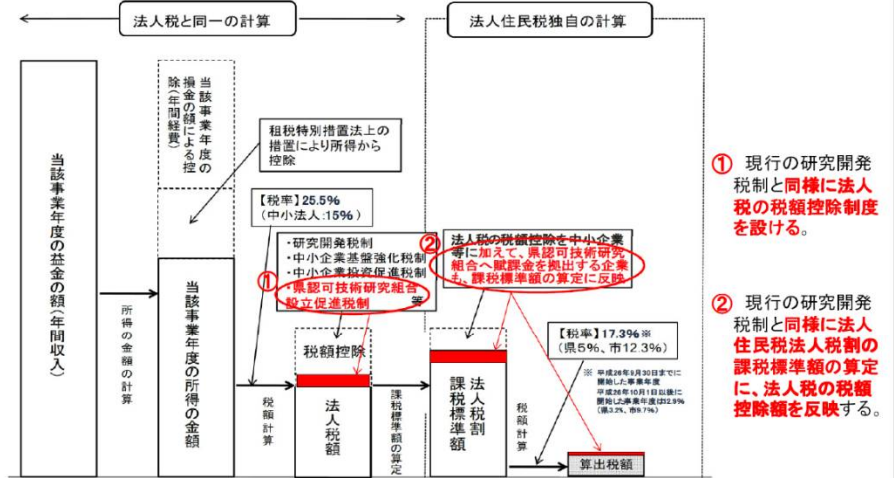 法人税と同一の計算
法人住民税独自の計算
当該事業年度の益金の額（年間収入）
所得の金額の計算
当該事業年度の
損金の額による控
除（年間経費）
当該事業年度の所得の金額
租税特別措置法上の
措置により所得から
控除
【税率】25.5%
（中小法人:15%）
税額計算
・研究開発税制
・中小企業基盤強化税制
・中小企業投資促進税制
①
・県認可技術研究組合
設立促進税制
等
税額控除
法人税額
課税標準額の算定
②
法人税の税額控除を中小企業
等に加えて、県認可技術研究
組合へ賦課金を拠出する企業
も、課税標準額の算定に反映
法人税割
課税標準額
税額計算
【税率】17.3%※
（県5%、市12.3%）
※ 平成26年9月30日までに
開始した事業年度
平成26年10月1日以後に
開始した事業年度は12.9%
（県3.2%、市9.7%）
算出税額
① 現行の研究開発
税制と同様に法人
税の税額控除制度
を設ける。
② 現行の研究開発
税制と同様に法人
住民税法人税割の
課税標準額の算定
に、法人税の税額
控除額を反映する。